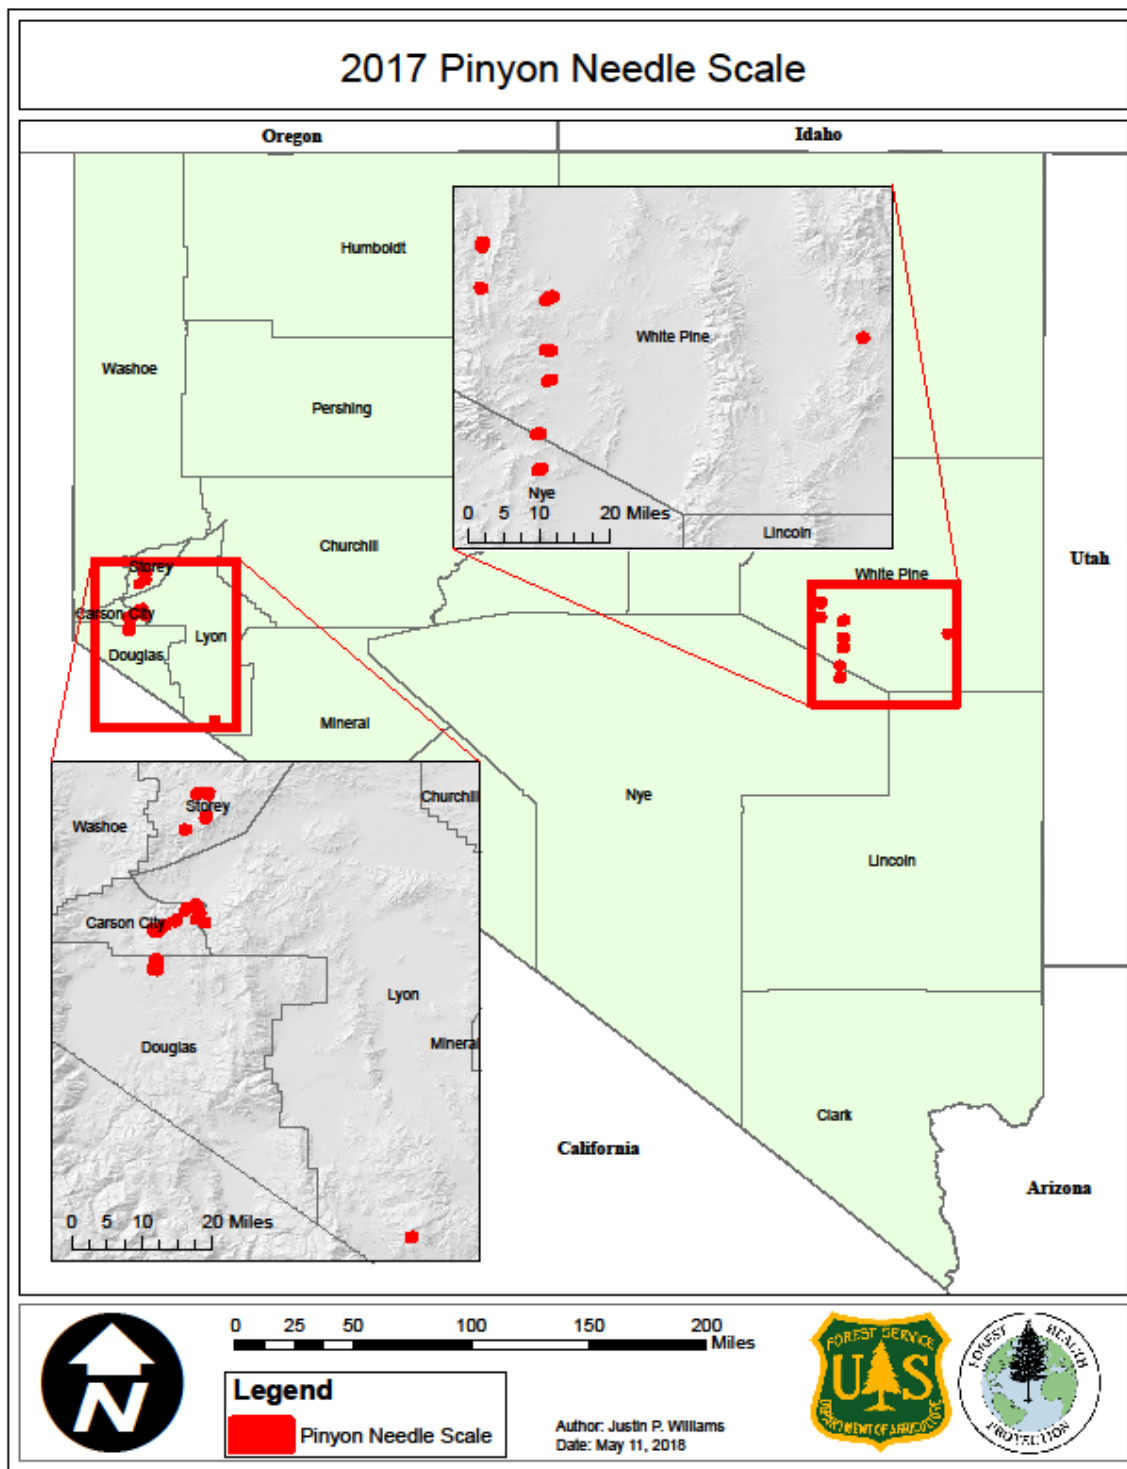 2017 Pinyon Needle Scale
Oregon
Idaho
Humboldt
Washoe
Pershing
Churchill
Storey
Carson City
Lyon
Douglas
Mineral
White Pine
Nye
0 5 10 20 Miles
Lincoln
White Pine
Utah
Nye
Lincoln
Clark
California
Arizona
Churchill
Storey
Washoe
Carson City
Lyon
Mineral
Douglas
0 5 10 20 Miles
N
0 25 50 100 150 200
Miles
Legend
Pinyon Needle Scale
Author: Justin P. Williams
Date: May 11, 2018
FOREST SERVICE
U S
DEPARTMENT OF AGRICULTURE
FOREST HEALTH
PROTECTION